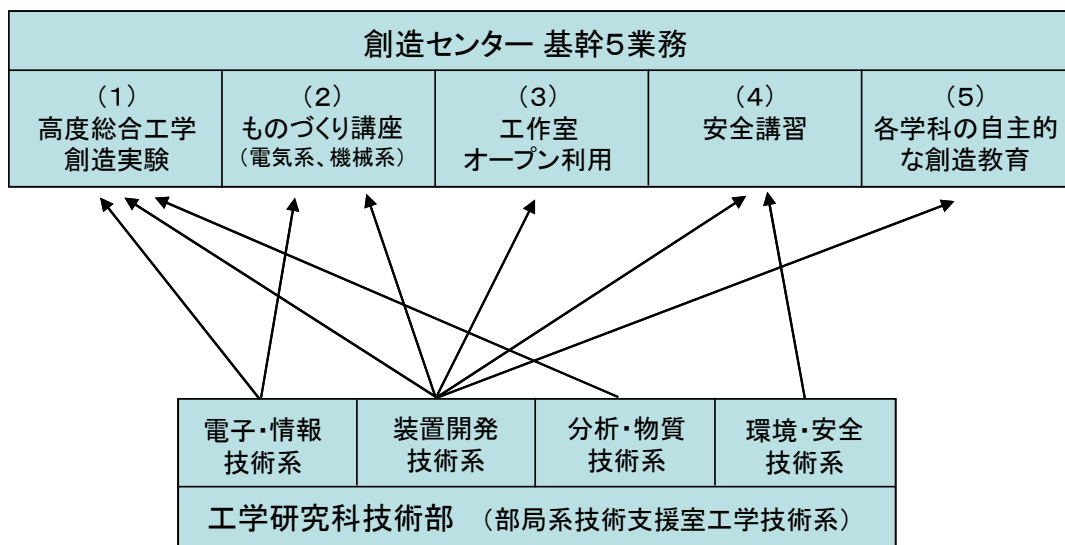 創造センター 基幹5業務
(1)
高度総合工学
創造実験
(2)
ものづくり講座
(電気系、機械系)
(3)
工作室
オープン利用
(4)
安全講習
(5)
各学科の自主的
な創造教育
電子・情報
技術系
装置開発
技術系
分析・物質
技術系
環境・安全
技術系
工学研究科技術部 (部局系技術支援室工学技術系)